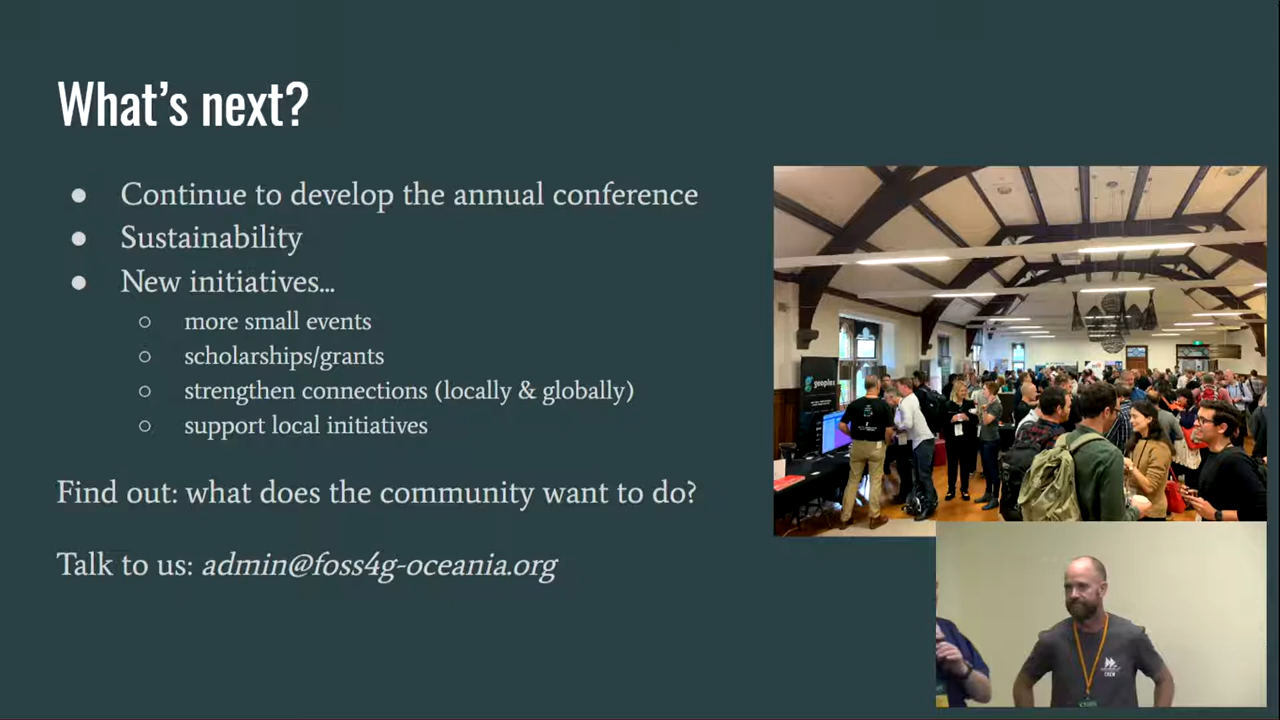 What's next?
● Continue to develop the annual conference
● Sustainability
● New initiatives...
○ more small events
○ scholarships/grants
○ strengthen connections (locally & globally)
○ support local initiatives
Find out: what does the community want to do?
Talk to us: admin@foss4g-oceania.org
geoplex
CREW